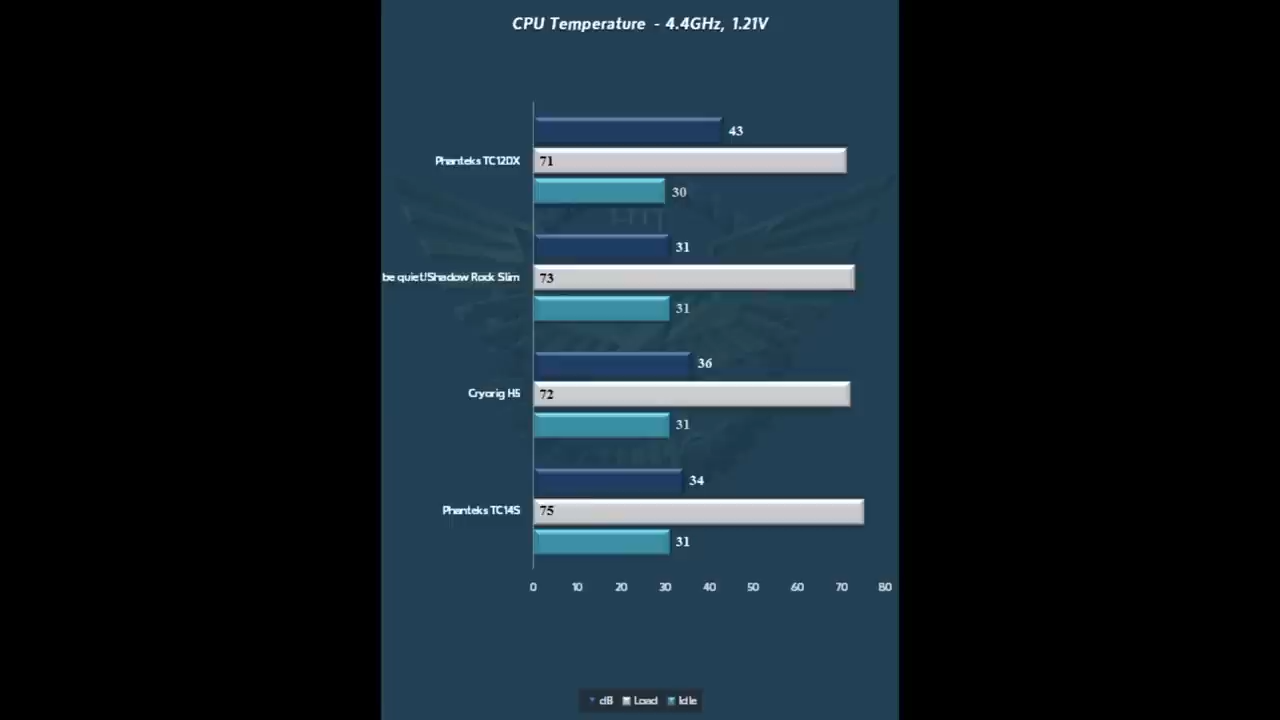 CPU Temperature - 4.4GHz, 1.21V
43
Phanteks TC12DX
71
30
31
be quiet!Shadow Rock Slim
73
31
36
Cryorig H5
72
31
34
Phanteks TC14S
75
31
0 10 20 30 40 50 60 70 80
dB Load Idle